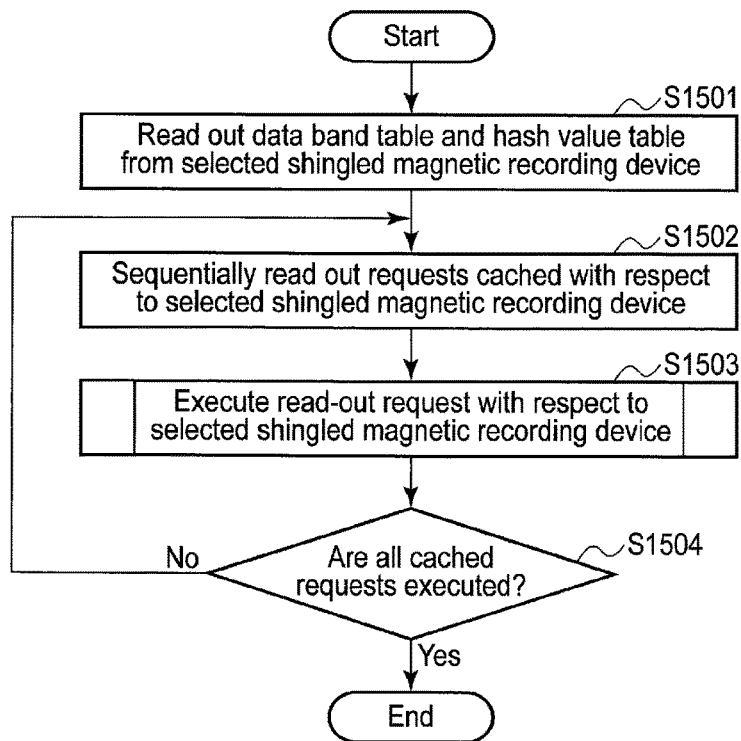 Start
S1501
Read out data band table and hash value table
from selected shingled magnetic recording device
S1502
Sequentially read out requests cached with respect
to selected shingled magnetic recording device
S1503
Execute read-out request with respect to
selected shingled magnetic recording device
S1504
Are all cached
requests executed?
No
Yes
End